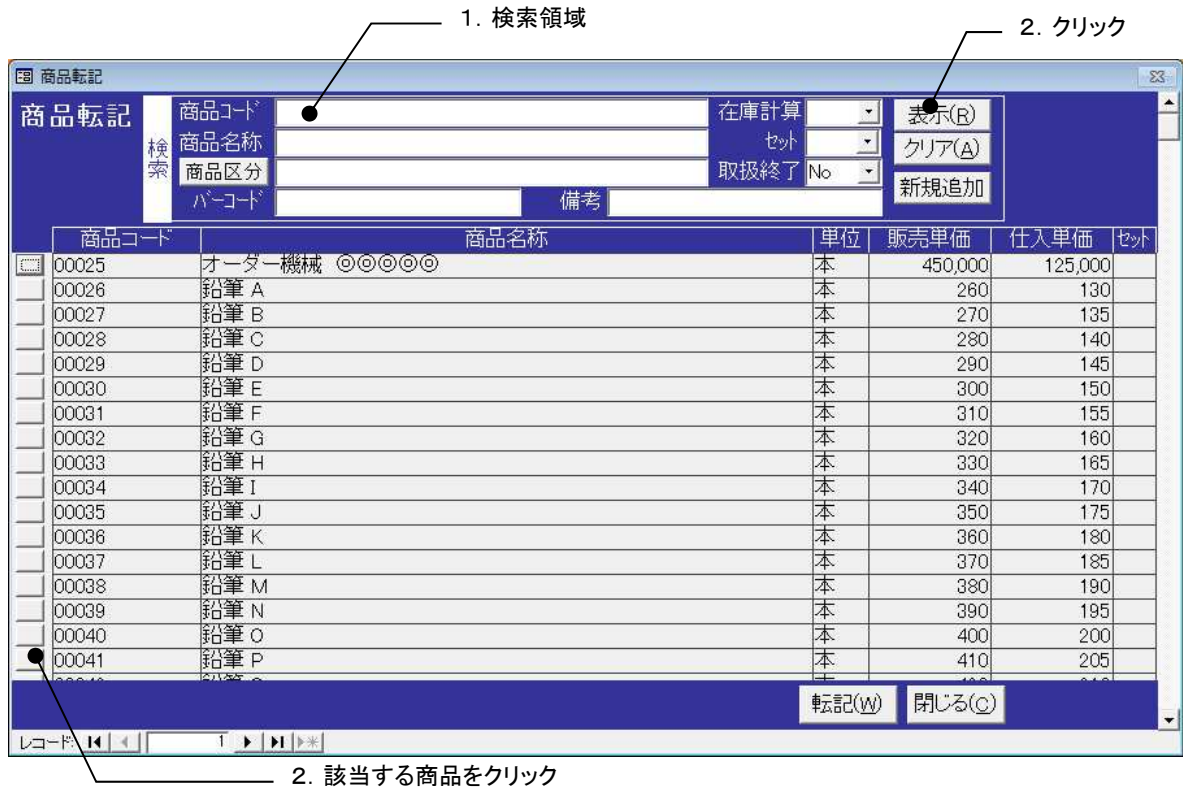 1．検索領域
2．クリック
商品転記
商品転記
検索
商品コード
在庫計算
表示(R)
商品名称
セット
クリア(A)
商品区分
取扱終了 No
新規追加
バーコード
備考
商品コード 商品名称 単位 販売単価 仕入単価 セット
00025 オーダー機械 ◎◎◎◎◎ 本 450,000 125,000
00026 鉛筆 A 本 260 130
00027 鉛筆 B 本 270 135
00028 鉛筆 C 本 280 140
00029 鉛筆 D 本 290 145
00030 鉛筆 E 本 300 150
00031 鉛筆 F 本 310 155
00032 鉛筆 G 本 320 160
00033 鉛筆 H 本 330 165
00034 鉛筆 I 本 340 170
00035 鉛筆 J 本 350 175
00036 鉛筆 K 本 360 180
00037 鉛筆 L 本 370 185
00038 鉛筆 M 本 380 190
00039 鉛筆 N 本 390 195
00040 鉛筆 O 本 400 200
00041 鉛筆 P 本 410 205
転記(W) 閉じる(C)
レコード: 1
2．該当する商品をクリック